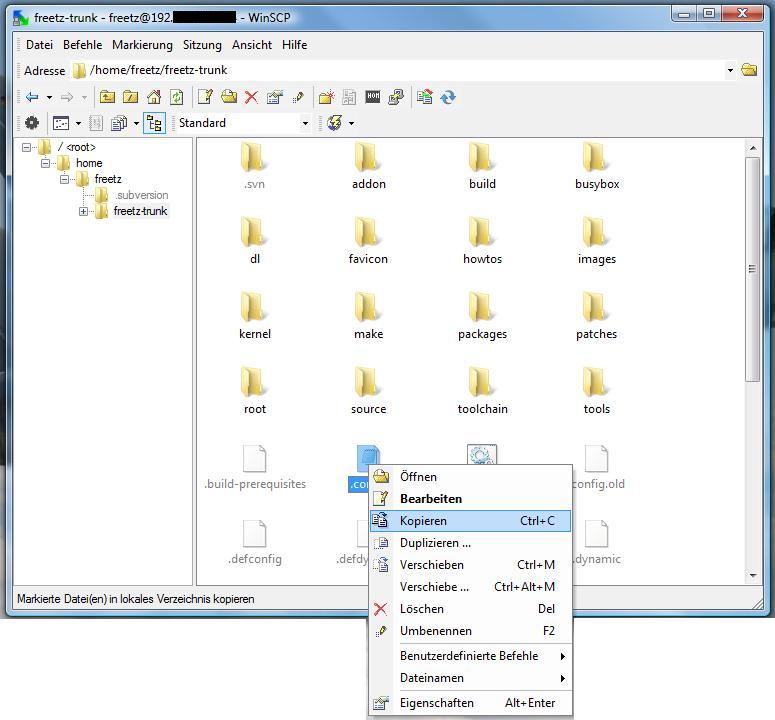 freetz-trunk - freetz@192. - WinSCP
Datei Befehle Markierung Sitzung Ansicht Hilfe
Adresse /home/freetz/freetz-trunk
Standard
/ <root>
home
freetz
.subversion
freetz-trunk
.svn addon build busybox
dl favicon howtos images
kernel make packages patches
root source toolchain tools
.build-prerequisites .co config.old
.defconfig .defdy .dynamic
Öffnen
Bearbeiten
Kopieren Ctrl+C
Duplizieren ...
Verschieben Ctrl+M
Verschiebe ... Ctrl+Alt+M
Löschen Del
Umbenennen F2
Benutzerdefinierte Befehle
Dateinamen
Eigenschaften Alt+Enter
Markierte Datei(en) in lokales Verzeichnis kopieren